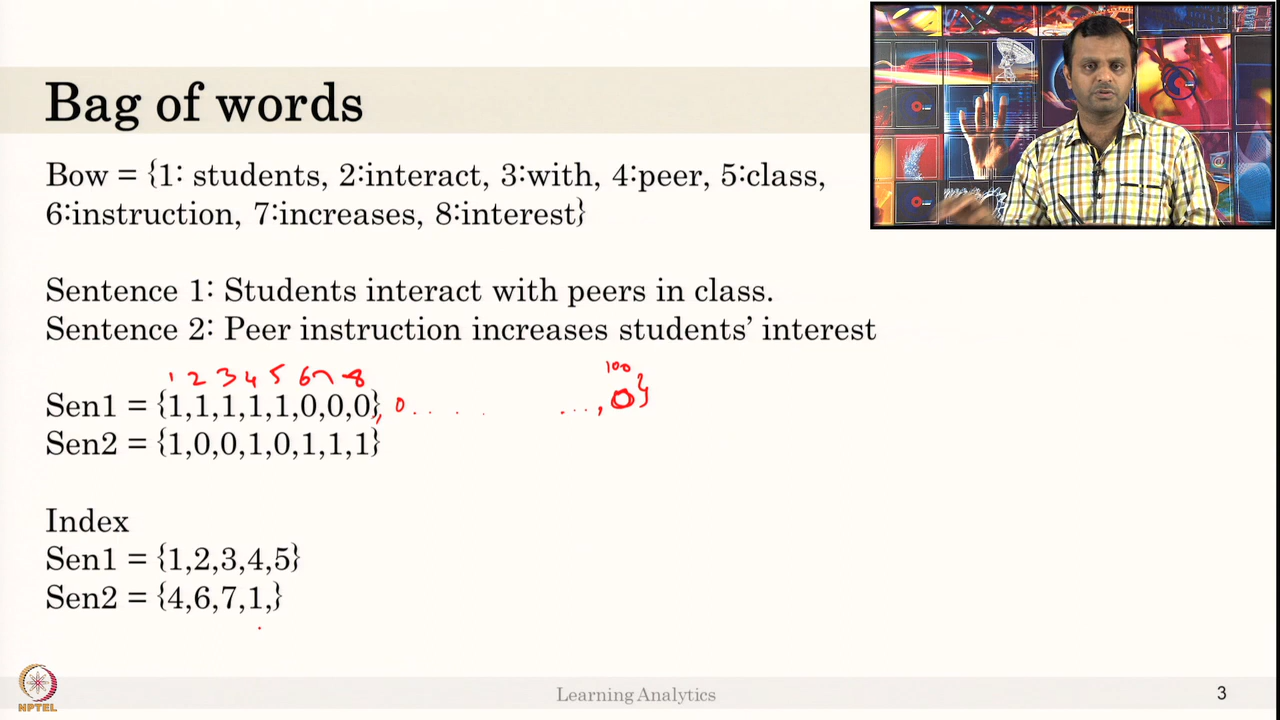 Bag of words
Bow = {1: students, 2:interact, 3:with, 4:peer, 5:class,
6:instruction, 7:increases, 8:interest}
Sentence 1: Students interact with peers in class.
Sentence 2: Peer instruction increases students’ interest
1 2 3 4 5 6 7 8 100
Sen1 = {1,1,1,1,1,0,0,0}, 0 . . . . ...., 0}
Sen2 = {1,0,0,1,0,1,1,1}
Index
Sen1 = {1,2,3,4,5}
Sen2 = {4,6,7,1,}
NPTEL
Learning Analytics
3